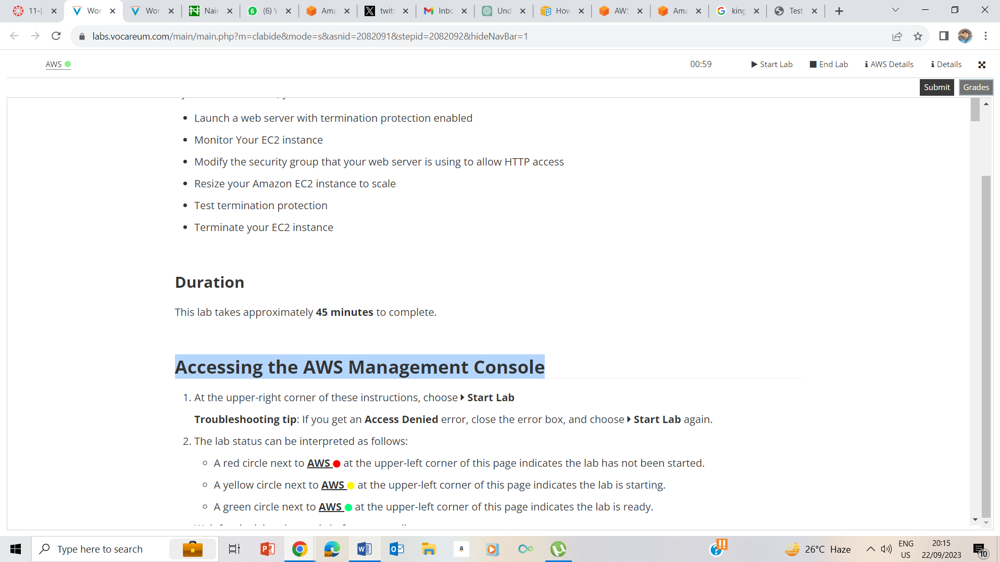 11-[
Wor
Wor
Nair
(6) V
Ama
twitt
Inbc
Und
How
AWS
Ama
king
Test
labs.vocareum.com/main/main.php?m=clabide&mode=s&asnid=2082091&stepid=2082092&hideNavBar=1
AWS
00:59
Start Lab
End Lab
AWS Details
Details
Submit
Grades
• Launch a web server with termination protection enabled
• Monitor Your EC2 instance
• Modify the security group that your web server is using to allow HTTP access
• Resize your Amazon EC2 instance to scale
• Test termination protection
• Terminate your EC2 instance
Duration
This lab takes approximately 45 minutes to complete.
Accessing the AWS Management Console
1. At the upper-right corner of these instructions, choose Start Lab
Troubleshooting tip: If you get an Access Denied error, close the error box, and choose Start Lab again.
2. The lab status can be interpreted as follows:
A red circle next to AWS at the upper-left corner of this page indicates the lab has not been started.
A yellow circle next to AWS at the upper-left corner of this page indicates the lab is starting.
A green circle next to AWS at the upper-left corner of this page indicates the lab is ready.
Type here to search
26°C Haze
ENG
US
20:15
22/09/2023
10